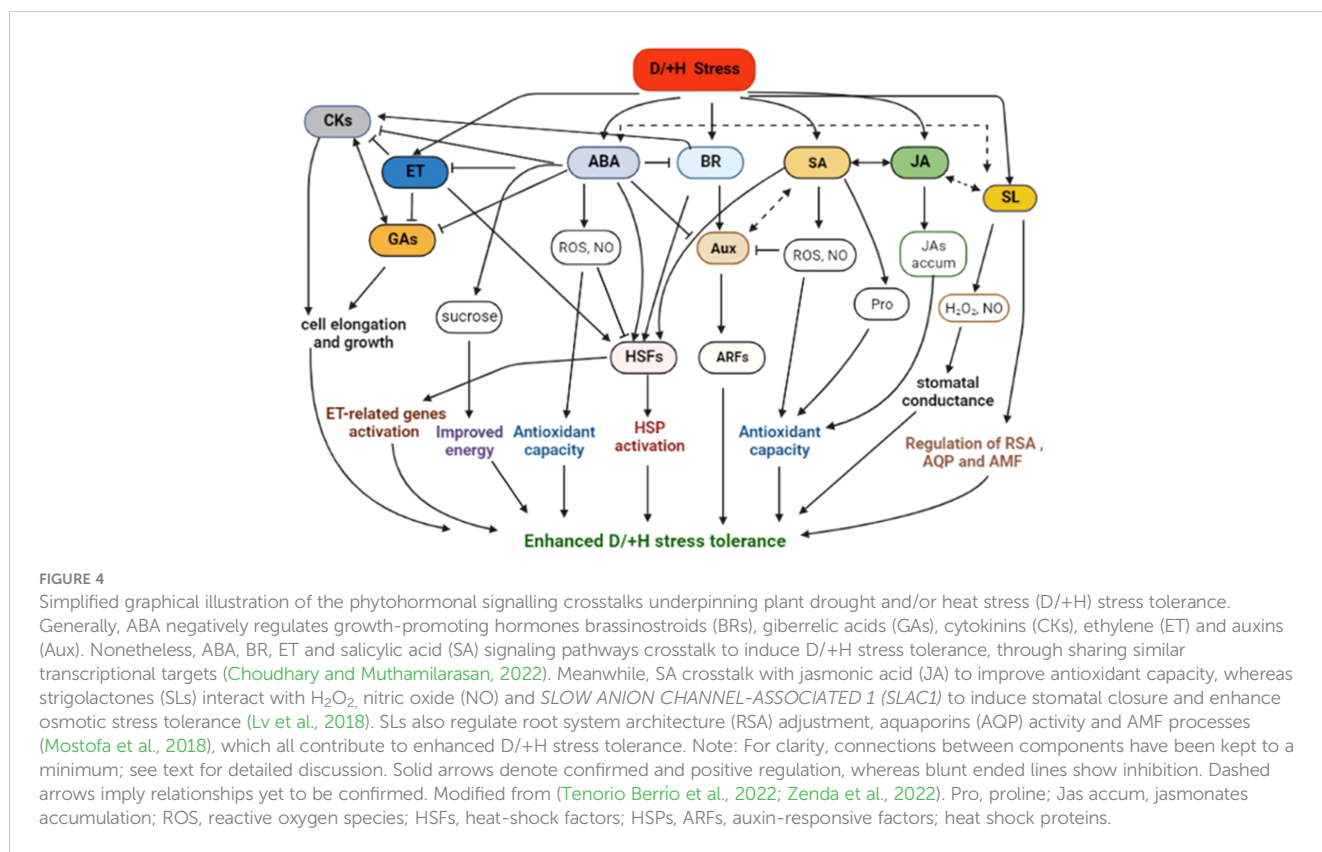 D/+H Stress
CKs
ET
ABA
BR
SA
JA
SL
GAs
ROS, NO
Aux
ROS, NO
JAs
accum
sucrose
Pro
H₂O₂, NO
cell elongation
and growth
HSFs
ARFs
stomatal
conductance
ET-related genes
activation
Improved
energy
Antioxidant
capacity
HSP
activation
Antioxidant
capacity
Regulation of RSA ,
AQP and AMF
Enhanced D/+H stress tolerance
FIGURE 4
Simplified graphical illustration of the phytohormonal signalling crosstalks underpinning plant drought and/or heat stress (D/+H) stress tolerance.
Generally, ABA negatively regulates growth-promoting hormones brassinostroids (BRs), giberrelic acids (GAs), cytokinins (CKs), ethylene (ET) and auxins
(Aux). Nonetheless, ABA, BR, ET and salicylic acid (SA) signaling pathways crosstalk to induce D/+H stress tolerance, through sharing similar
transcriptional targets (Choudhary and Muthamilarasan, 2022). Meanwhile, SA crosstalk with jasmonic acid (JA) to improve antioxidant capacity, whereas
strigolactones (SLs) interact with H₂O₂, nitric oxide (NO) and SLOW ANION CHANNEL-ASSOCIATED 1 (SLAC1) to induce stomatal closure and enhance
osmotic stress tolerance (Lv et al., 2018). SLs also regulate root system architecture (RSA) adjustment, aquaporins (AQP) activity and AMF processes
(Mostofa et al., 2018), which all contribute to enhanced D/+H stress tolerance. Note: For clarity, connections between components have been kept to a
minimum; see text for detailed discussion. Solid arrows denote confirmed and positive regulation, whereas blunt ended lines show inhibition. Dashed
arrows imply relationships yet to be confirmed. Modified from (Tenorio Berrío et al., 2022; Zenda et al., 2022). Pro, proline; Jas accum, jasmonates
accumulation; ROS, reactive oxygen species; HSFs, heat-shock factors; HSPs, ARFs, auxin-responsive factors; heat shock proteins.